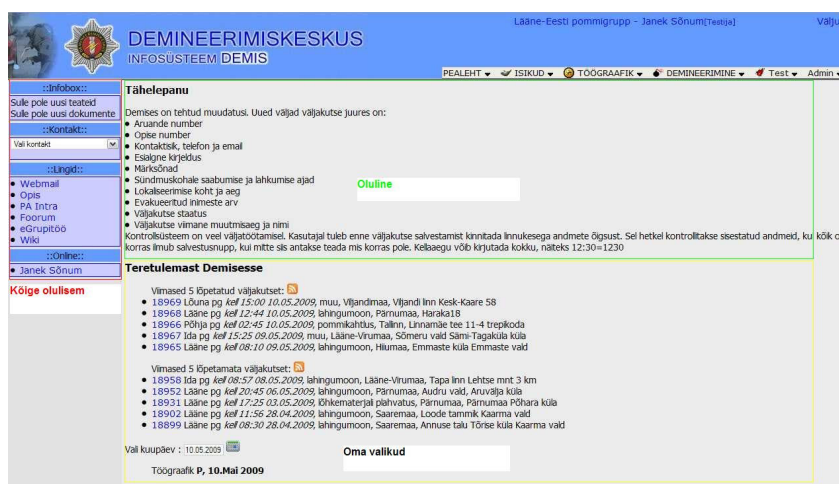 Lääne-Eesti pommigrupp - Janek Sõnum[Testija] Välju
DEMINEERIMISKESKUS
INFOSÜSTEEM DEMIS
PEALEHT ISIKUD TÖÖGRAAFIK DEMINEERIMINE Test Admin
::Infobox::
Sulle pole uusi teateid
Sulle pole uusi dokumente
::Kontakt::
Vali kontakt
::Lingid::
Webmail
Opis
PA Intra
Foorum
eGrupitöö
Wiki
::Online::
Janek Sõnum
Kõige olulisem
Tähelepanu
Demises on tehtud muudatusi. Uued väljad väljakutse juures on:
Aruande number
Opise number
Kontaktisik, telefon ja email
Esialgne kirjeldus
Märksõnad
Sündmuskohale saabumise ja lahkumise ajad
Lokaliseerimise koht ja aeg
Evakueeritud inimeste arv
Väljakutse staatus
Väljakutse viimane muutmisaeg ja nimi
Oluline
Kontrollsüsteem on veel väljatöötamisel. Kasutajal tuleb enne väljakutse salvestamist kinnitada linnukesega andmete õigsust. Sel hetkel kontrollitakse sisestatud andmeid, ku kõik o
korras ilmub salvestusnupp, kui mitte siis antakse teada mis korras pole. Kellaaegu võib kirjutada kokku, näiteks 12:30=1230
Teretulemast Demisesse
Viimased 5 lõpetatud väljakutset:
18969 Lõuna pg kell 15:00 10.05.2009, muu, Viljandimaa, Viljandi linn Kesk-Kaare 58
18968 Lääne pg kell 12:44 10.05.2009, lahingumoon, Pärnumaa, Haraka18
18966 Põhja pg kell 02:45 10.05.2009, pommikahtlus, Tallinn, Linnamäe tee 11-4 trepikoda
18967 Ida pg kell 15:25 09.05.2009, muu, Lääne-Virumaa, Sõmeru vald Sämi-Tagaküla küla
18965 Lääne pg kell 08:10 09.05.2009, lahingumoon, Hiiumaa, Emmaste küla Emmaste vald
Viimased 5 lõpetamata väljakutset:
18958 Ida pg kell 08:57 08.05.2009, lahingumoon, Lääne-Virumaa, Tapa linn Lehtse mnt 3 km
18952 Lääne pg kell 20:45 06.05.2009, lahingumoon, Pärnumaa, Audru vald, Aruvälja küla
18931 Lääne pg kell 17:25 03.05.2009, lõhkematerjali plahvatus, Pärnumaa, Pärnumaa Põhara küla
18902 Lääne pg kell 11:56 28.04.2009, lahingumoon, Saaremaa, Loode tammik Kaarma vald
18899 Lääne pg kell 08:30 28.04.2009, lahingumoon, Saaremaa, Annuse talu Tõrise küla Kaarma vald
Vali kuupäev : 10.05.2009
Oma valikud
Töögraafik P, 10.Mai 2009